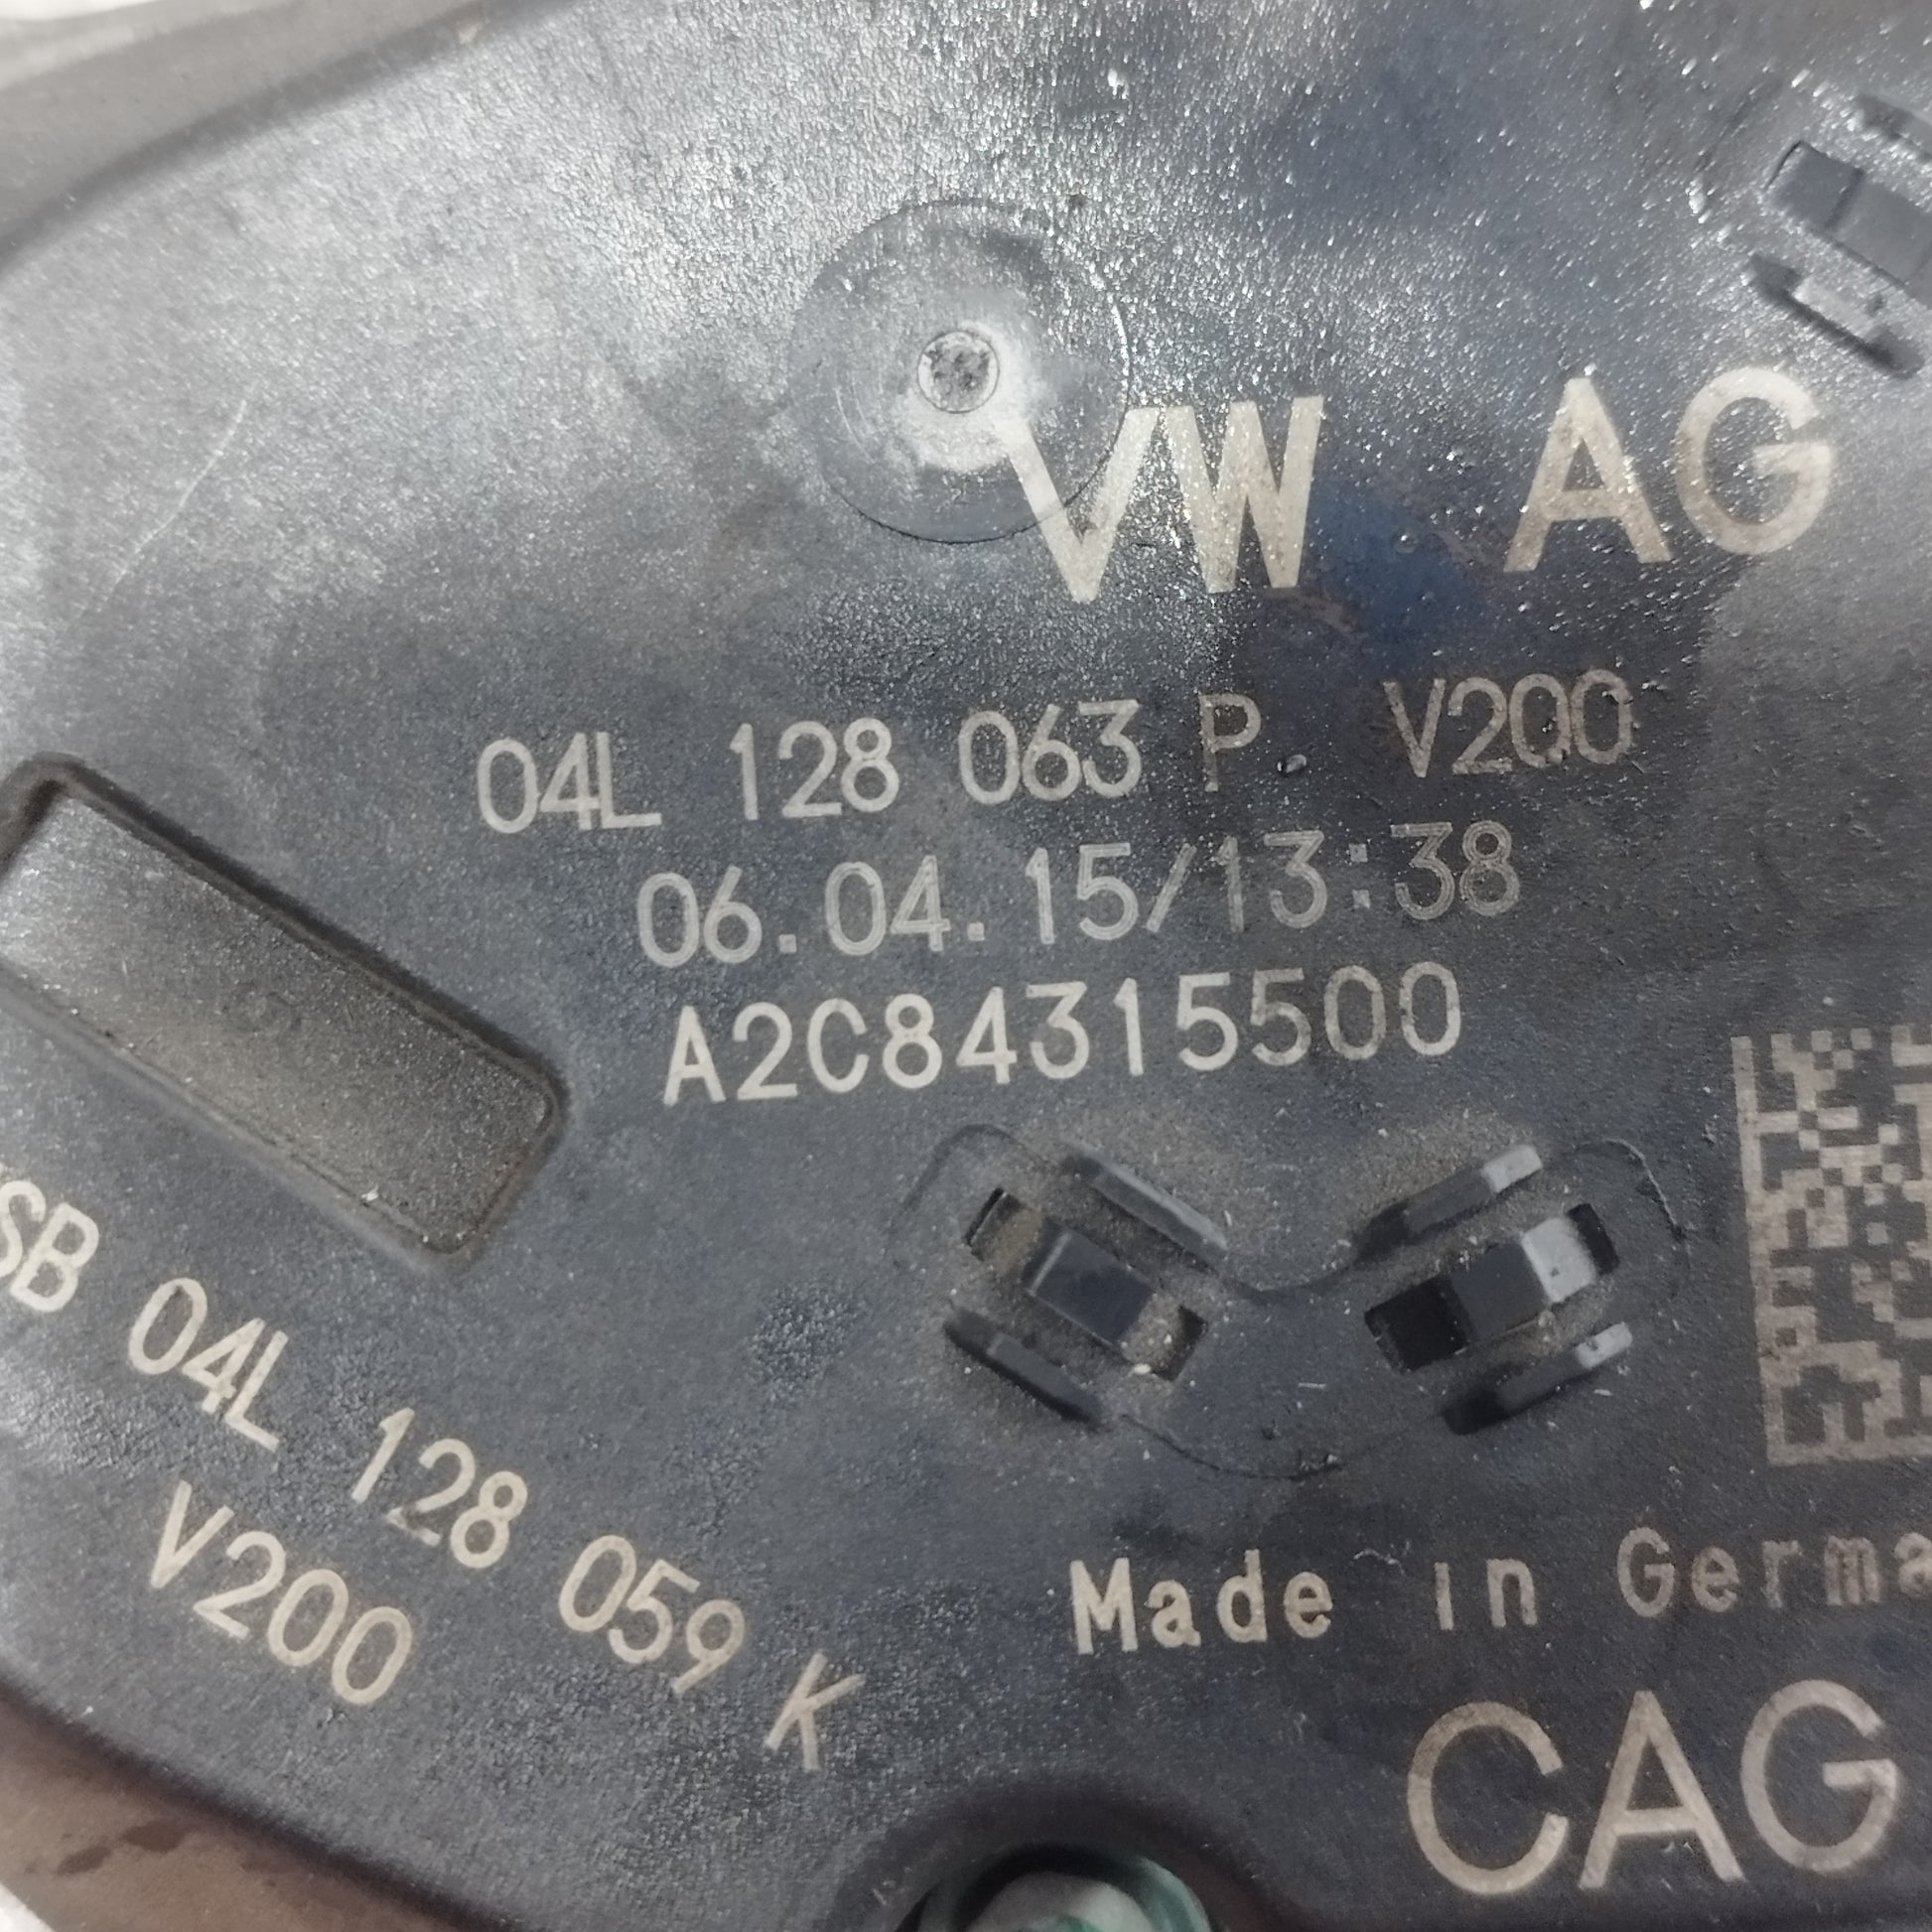 VW AG
04L 128 063 P V200
06.04.15/13:38
A2C84315500
SB 04L 128 059 K
V200
Made in Germa
CAG